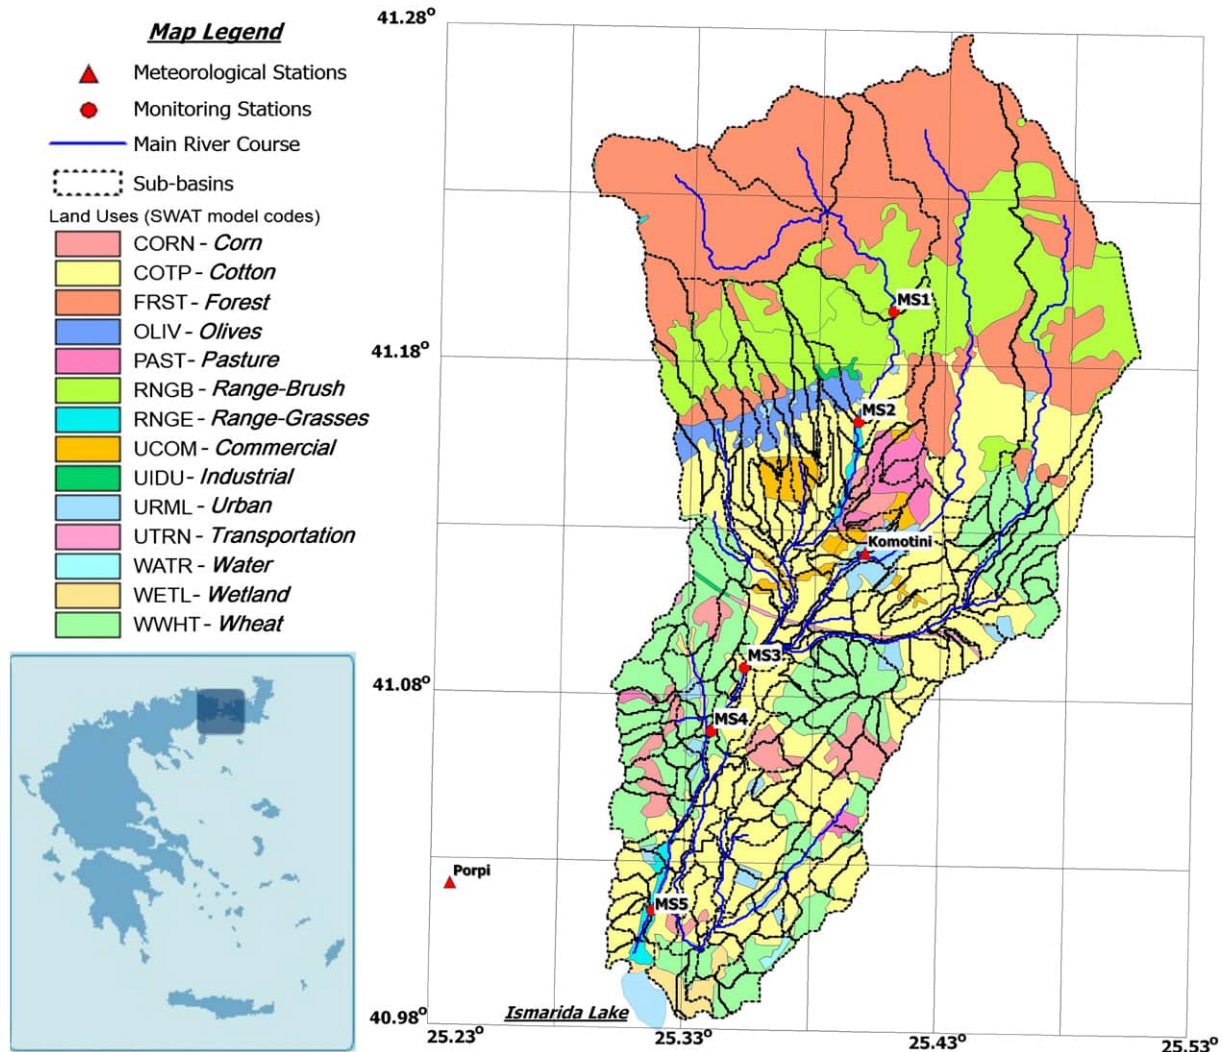 Map Legend
Meteorological Stations
Monitoring Stations
Main River Course
Sub-basins
Land Uses (SWAT model codes)
CORN - Corn
COTP - Cotton
FRST - Forest
OLIV - Olives
PAST - Pasture
RNGB - Range-Brush
RNGE - Range-Grasses
UCOM - Commercial
UIDU - Industrial
URML - Urban
UTRN - Transportation
WATR - Water
WETL - Wetland
WWHT - Wheat
41.28°
41.18°
41.08°
40.98°
MS1
MS2
Komotini
MS3
MS4
Porpi
MS5
Ismarida Lake
25.23°
25.33°
25.43°
25.53°